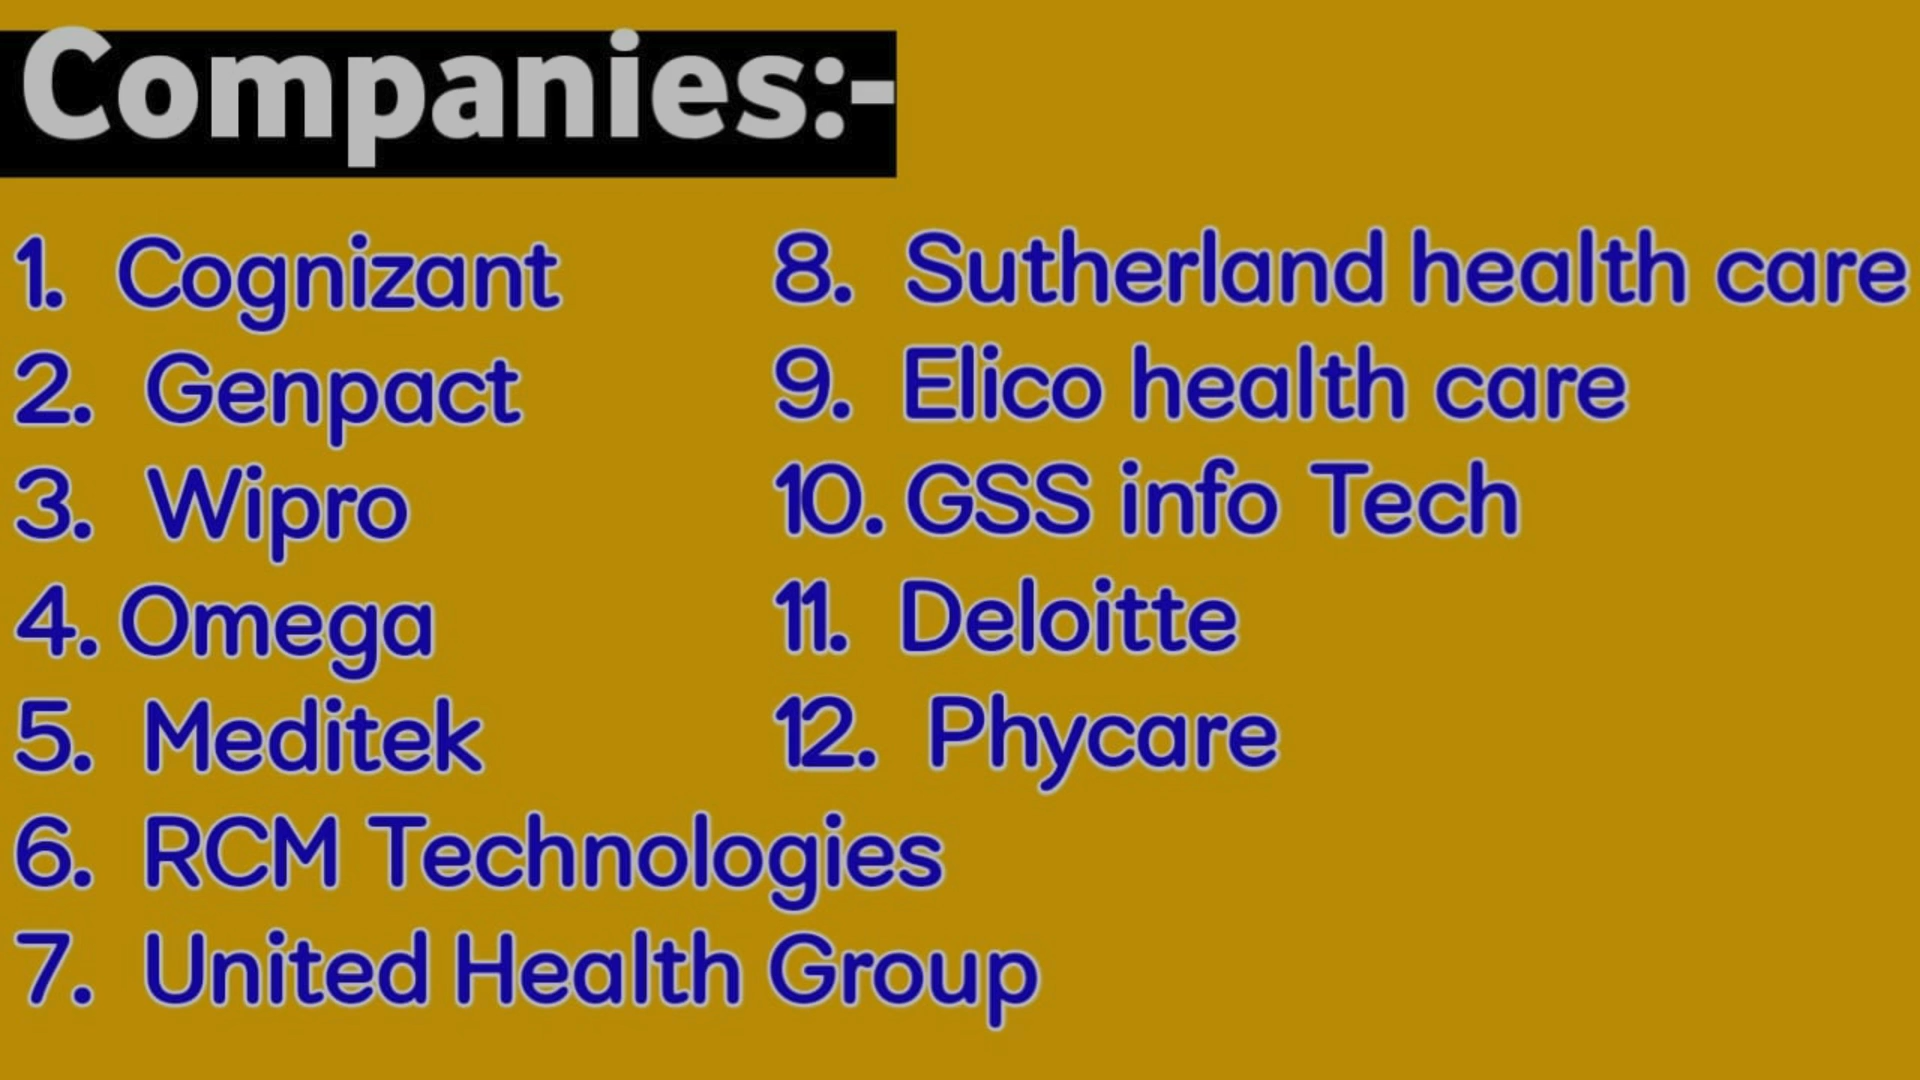 Companies:-
1. Cognizant
2. Genpact
3. Wipro
4. Omega
5. Meditek
6. RCM Technologies
7. United Health Group
8. Sutherland health care
9. Elico health care
10. GSS info Tech
11. Deloitte
12. Phycare